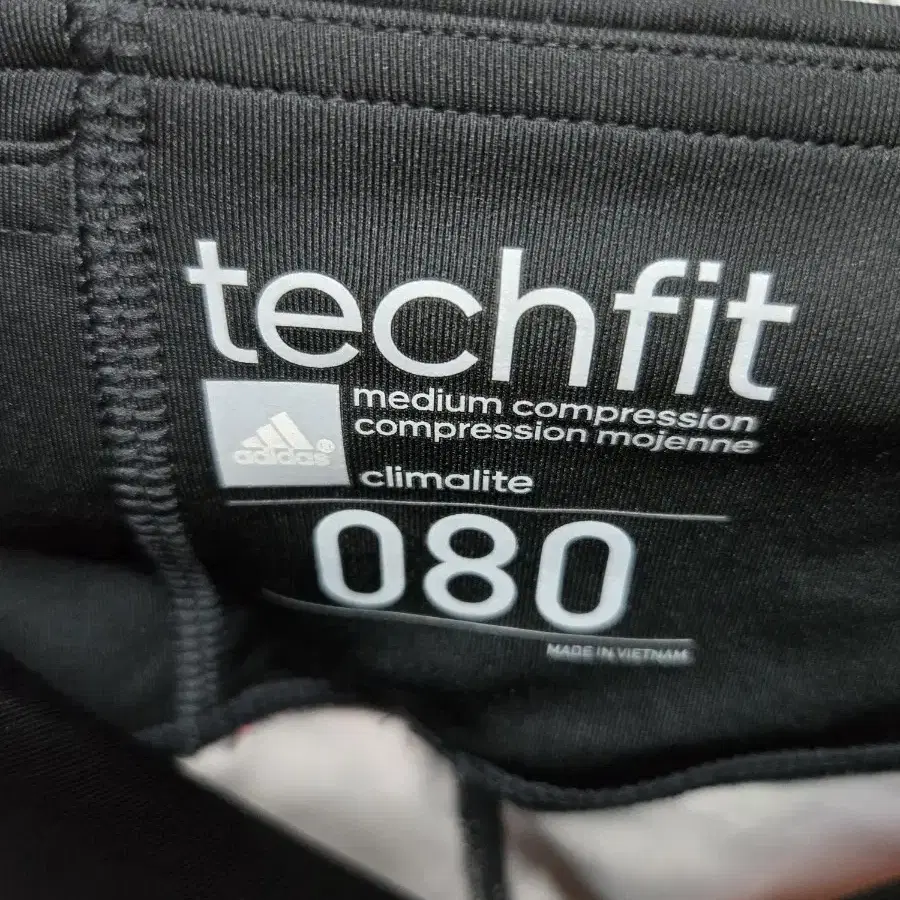 techfit
medium compression
compression mojenne
adidas®
climalite
080
MADE IN VIETNAM